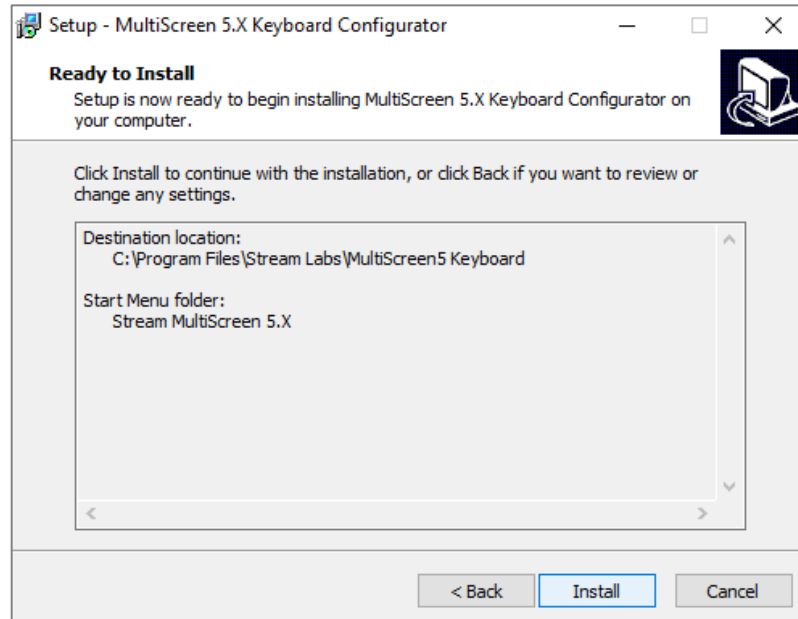 Setup - MultiScreen 5.X Keyboard Configurator
Ready to Install
Setup is now ready to begin installing MultiScreen 5.X Keyboard Configurator on
your computer.
Click Install to continue with the installation, or click Back if you want to review or
change any settings.
Destination location:
C:\Program Files\Stream Labs\MultiScreen5 Keyboard
Start Menu folder:
Stream MultiScreen 5.X
< Back
Install
Cancel